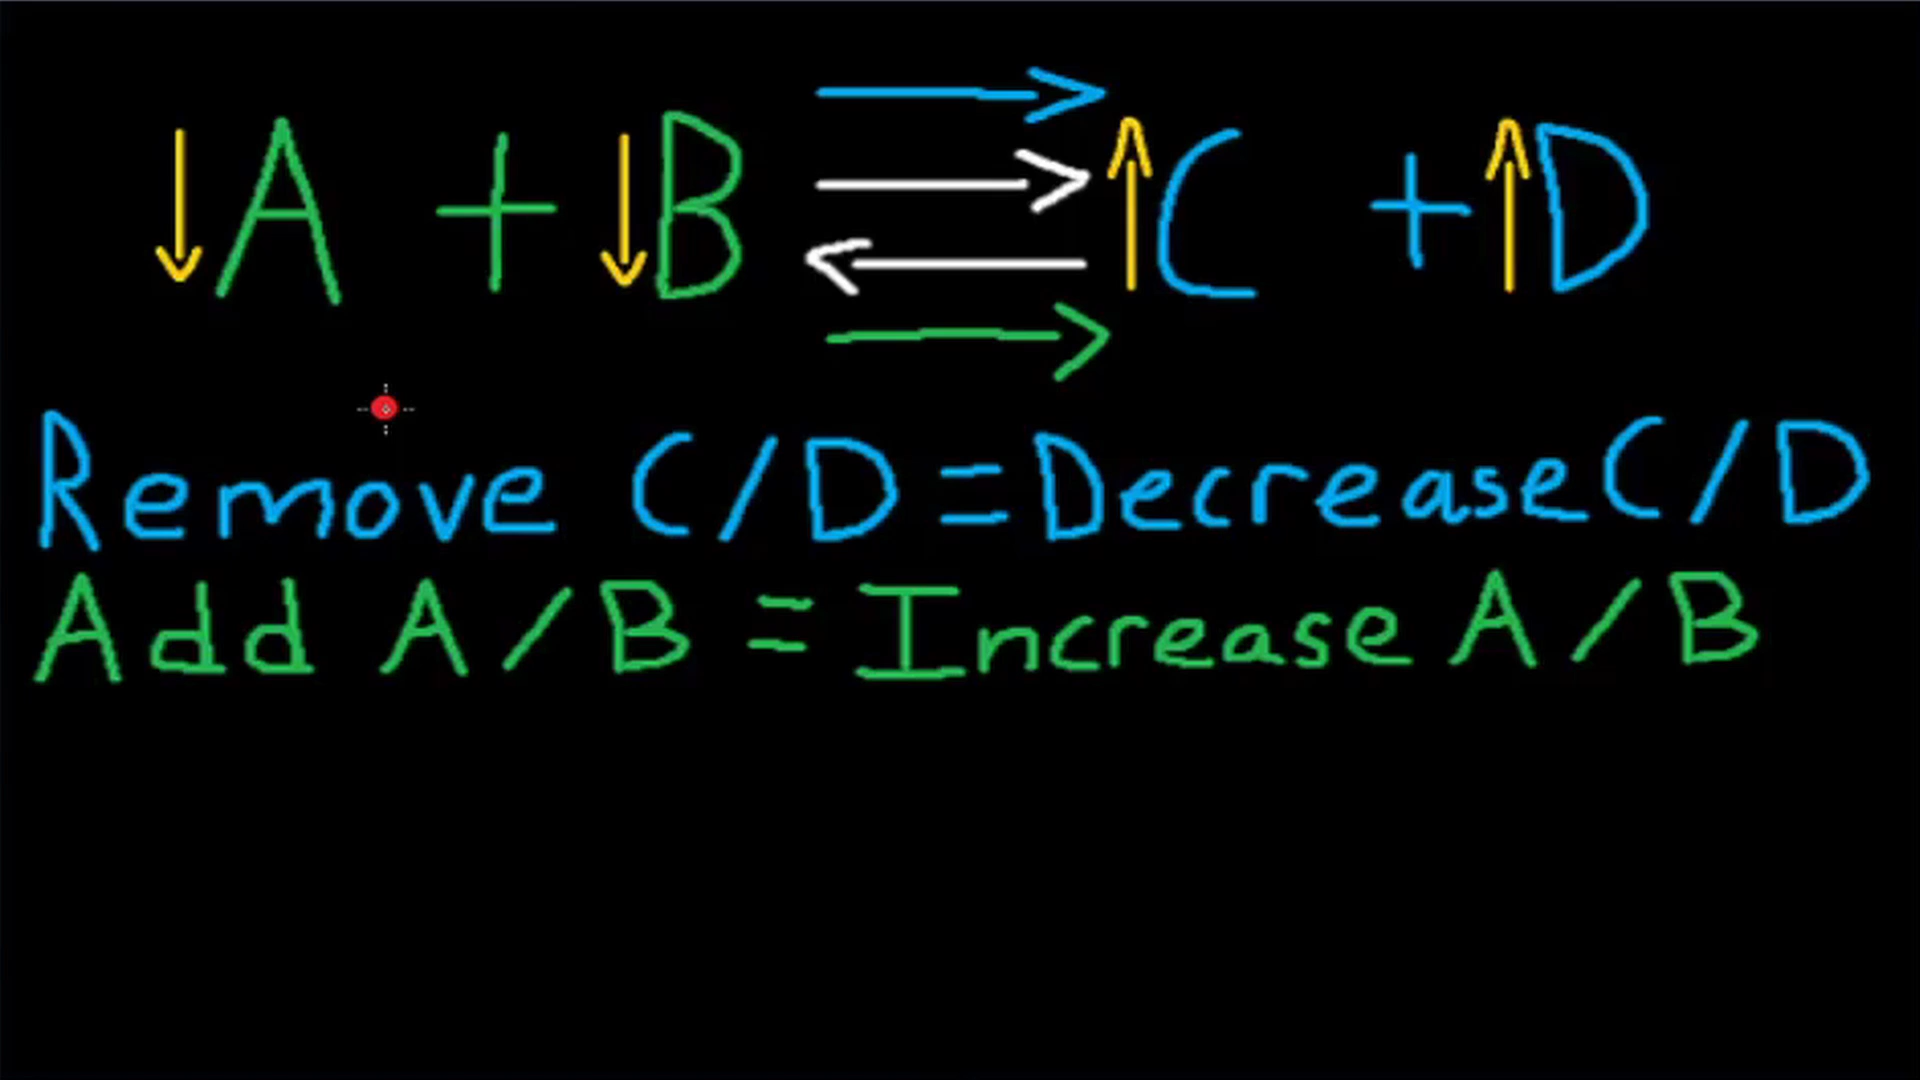 ↓A + ↓B ⇌ ↑C + ↑D
Remove C/D = Decrease C/D
Add A/B = Increase A/B